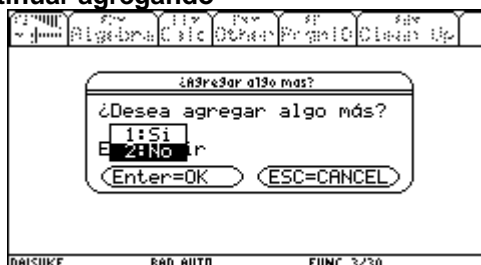 tinuar agregando
Algebra Calc Other PrgmIO Clean Up
¿Agregar algo mas?
¿Desea agregar algo más?
1:Si
E 2:No ir
Enter=OK ESC=CANCEL
DAISUKE RAD AUTO FUNC 3/30